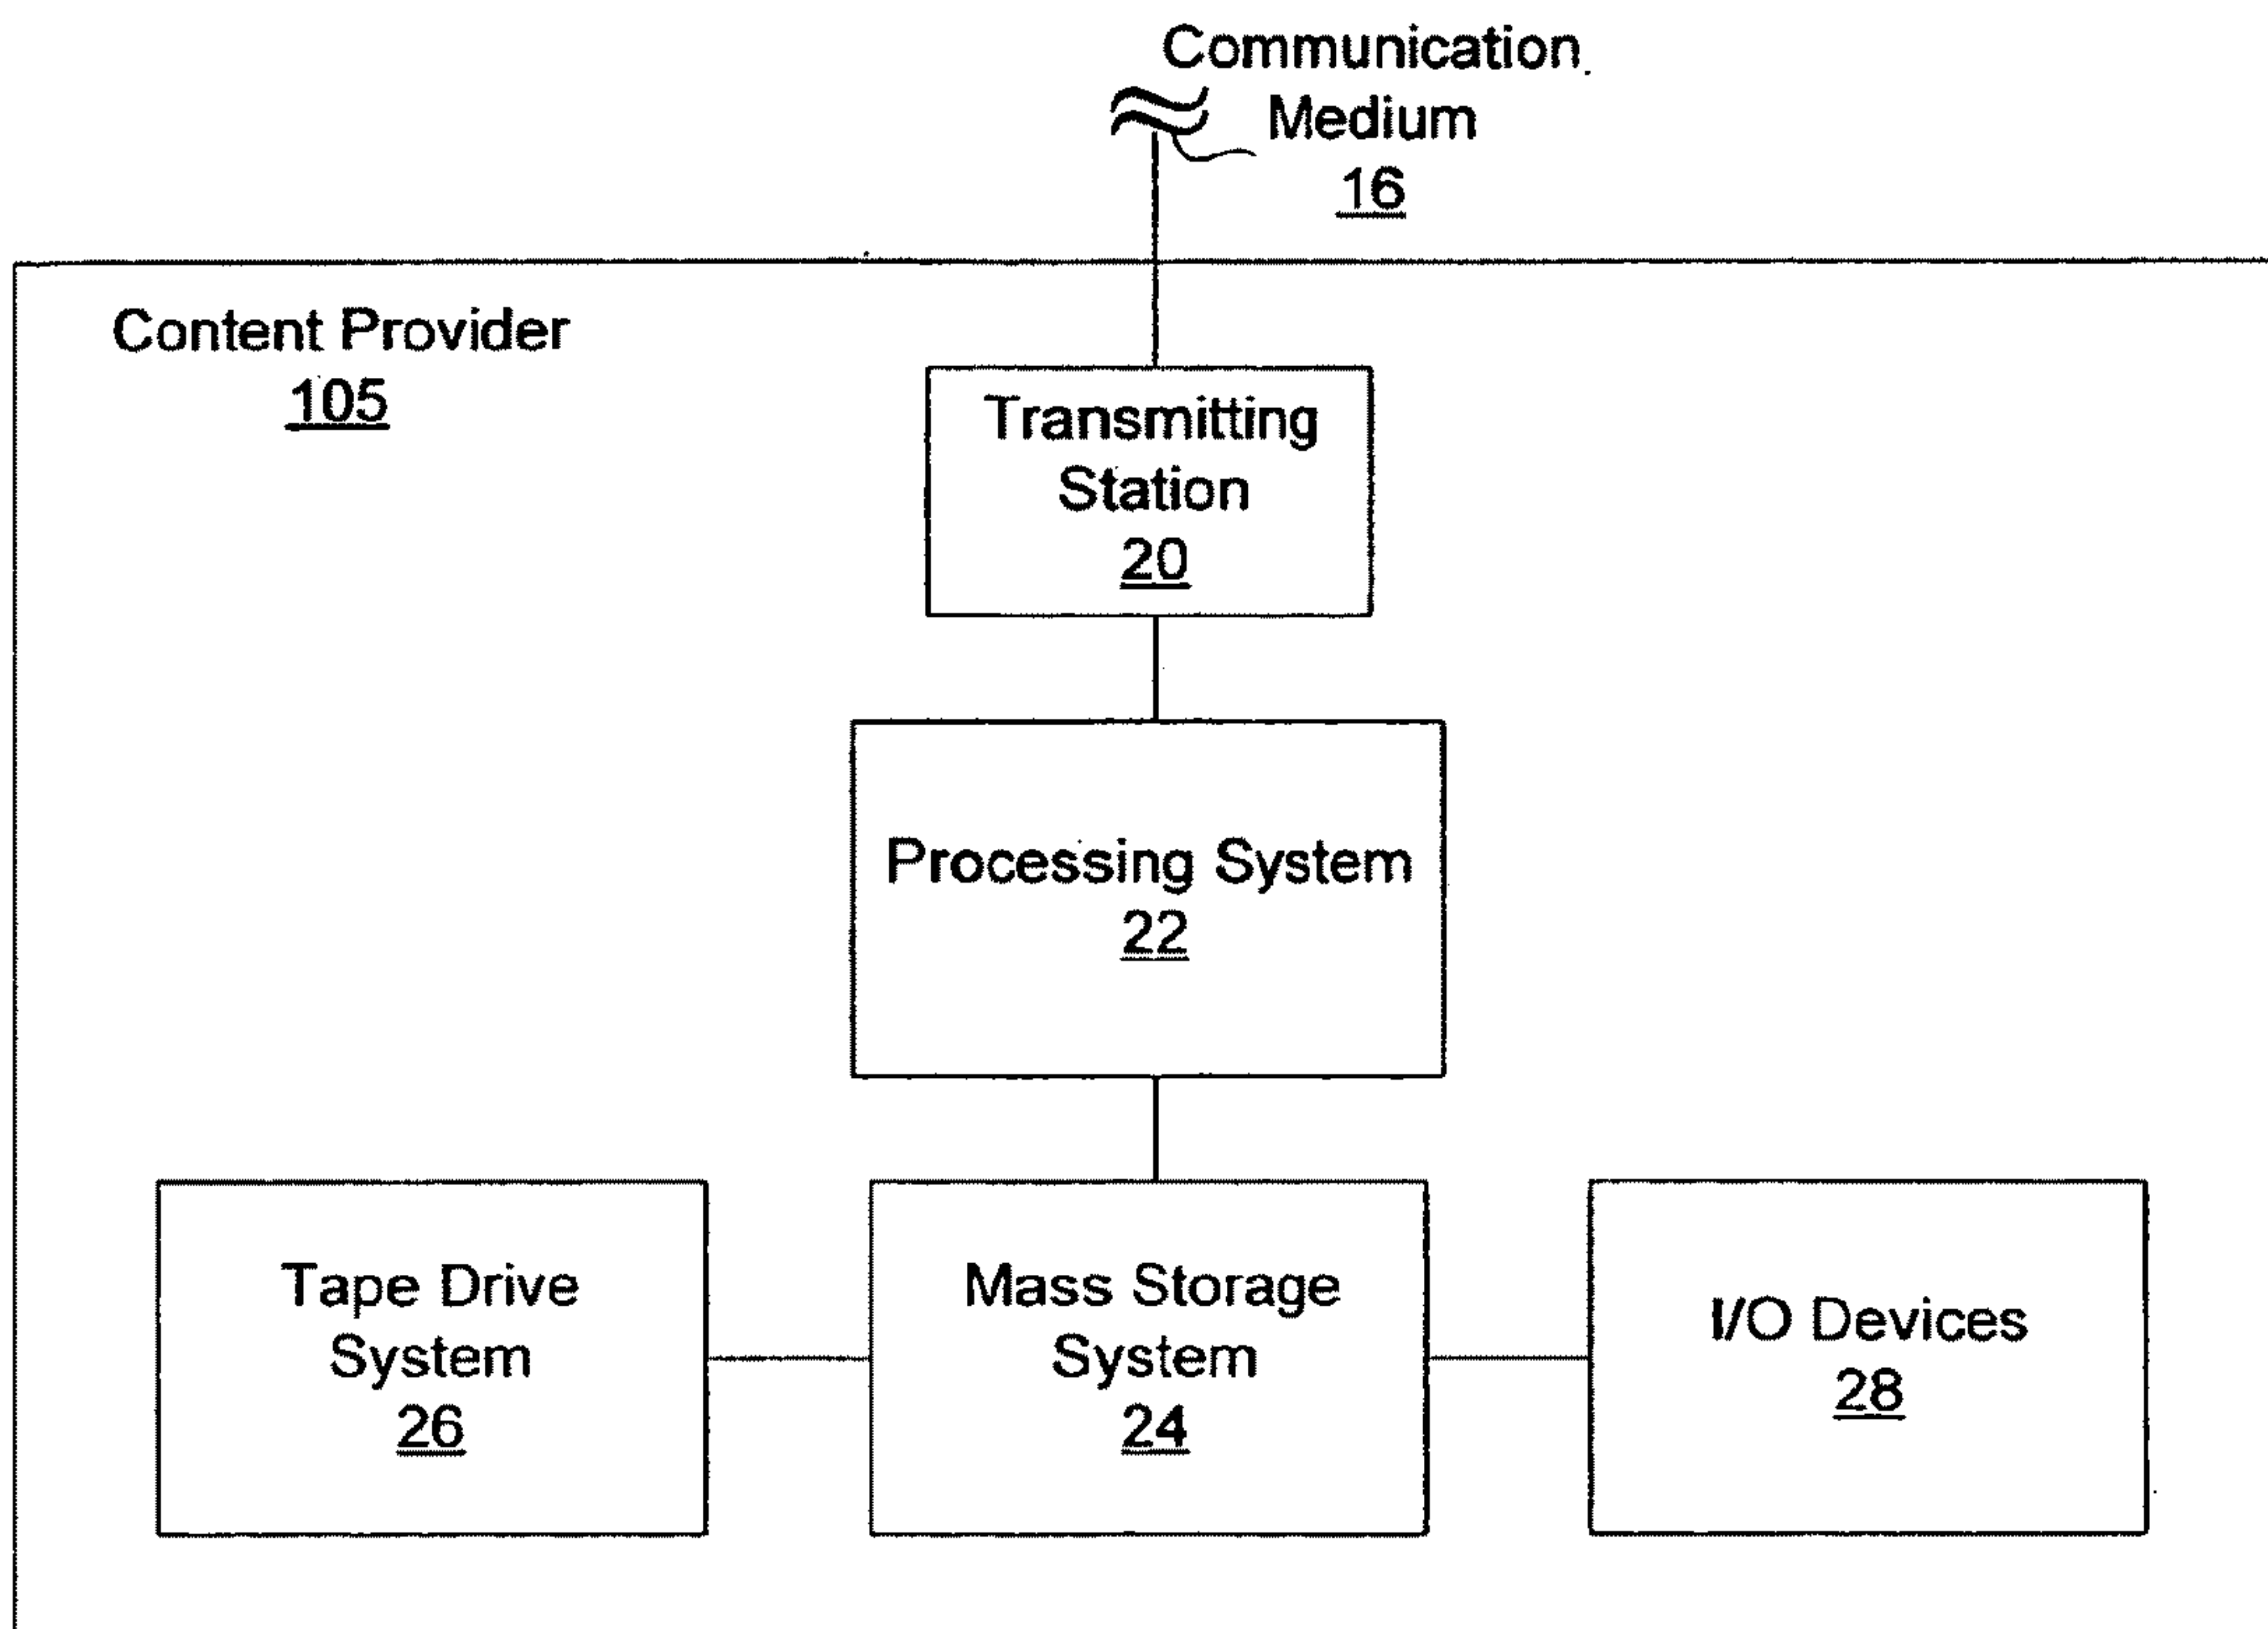 Communication
Medium
16
Content Provider
105
Transmitting
Station
20
Processing System
22
Tape Drive
System
26
Mass Storage
System
24
I/O Devices
28